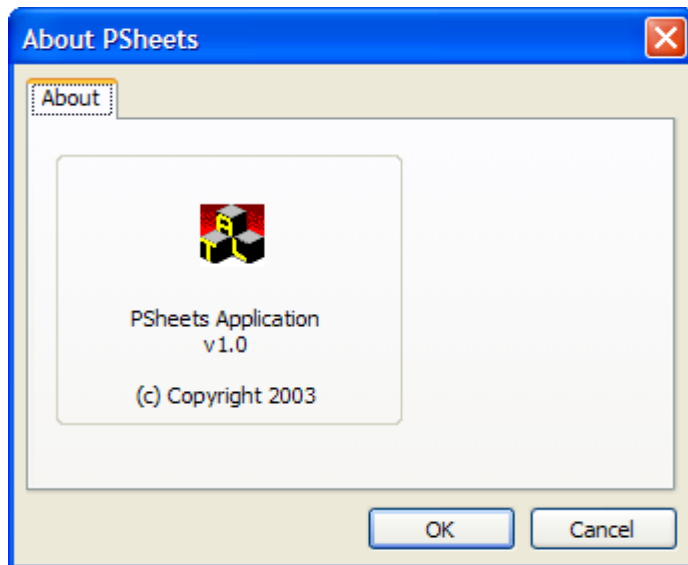 About PSheets
About
A
T L
PSheets Application
v1.0
(c) Copyright 2003
OK
Cancel